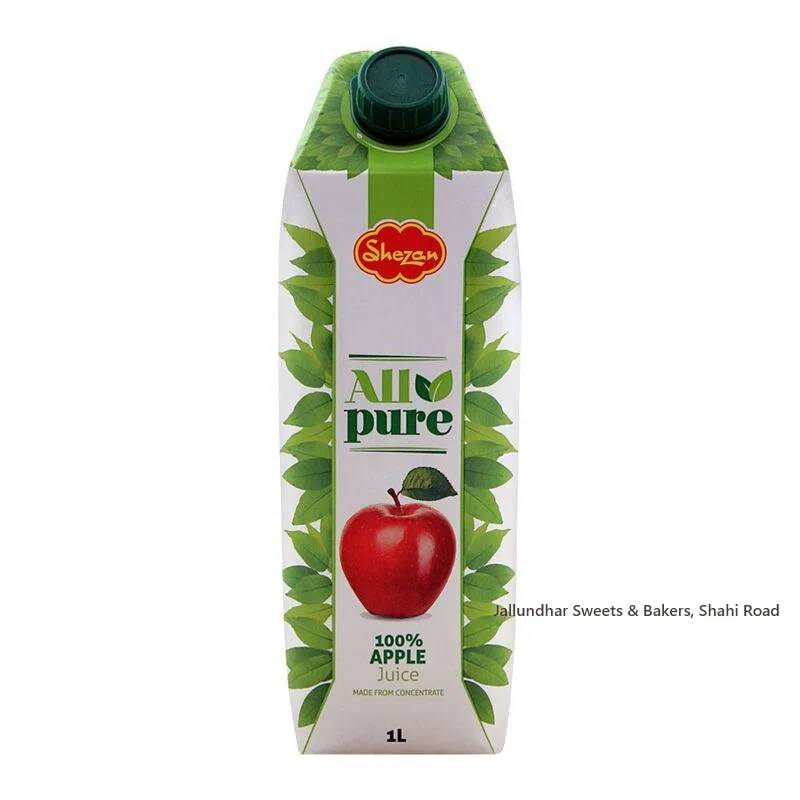 Shezan
All
pure
Jallundhar Sweets & Bakers, Shahi Road
100%
APPLE
Juice
MADE FROM CONCENTRATE
1L